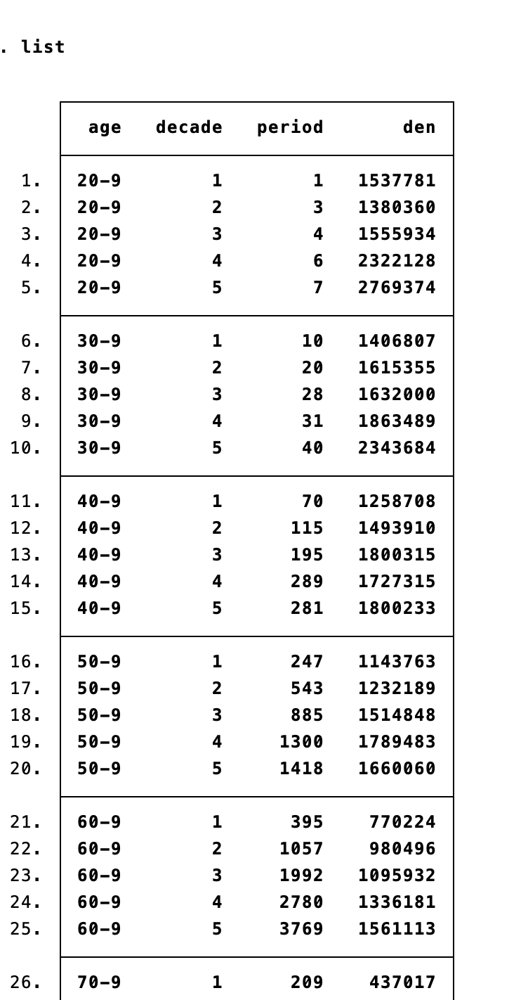 . list
age decade period den
1. 20-9 1 1 1537781
2. 20-9 2 3 1380360
3. 20-9 3 4 1555934
4. 20-9 4 6 2322128
5. 20-9 5 7 2769374
6. 30-9 1 10 1406807
7. 30-9 2 20 1615355
8. 30-9 3 28 1632000
9. 30-9 4 31 1863489
10. 30-9 5 40 2343684
11. 40-9 1 70 1258708
12. 40-9 2 115 1493910
13. 40-9 3 195 1800315
14. 40-9 4 289 1727315
15. 40-9 5 281 1800233
16. 50-9 1 247 1143763
17. 50-9 2 543 1232189
18. 50-9 3 885 1514848
19. 50-9 4 1300 1789483
20. 50-9 5 1418 1660060
21. 60-9 1 395 770224
22. 60-9 2 1057 980496
23. 60-9 3 1992 1095932
24. 60-9 4 2780 1336181
25. 60-9 5 3769 1561113
26. 70-9 1 209 437017